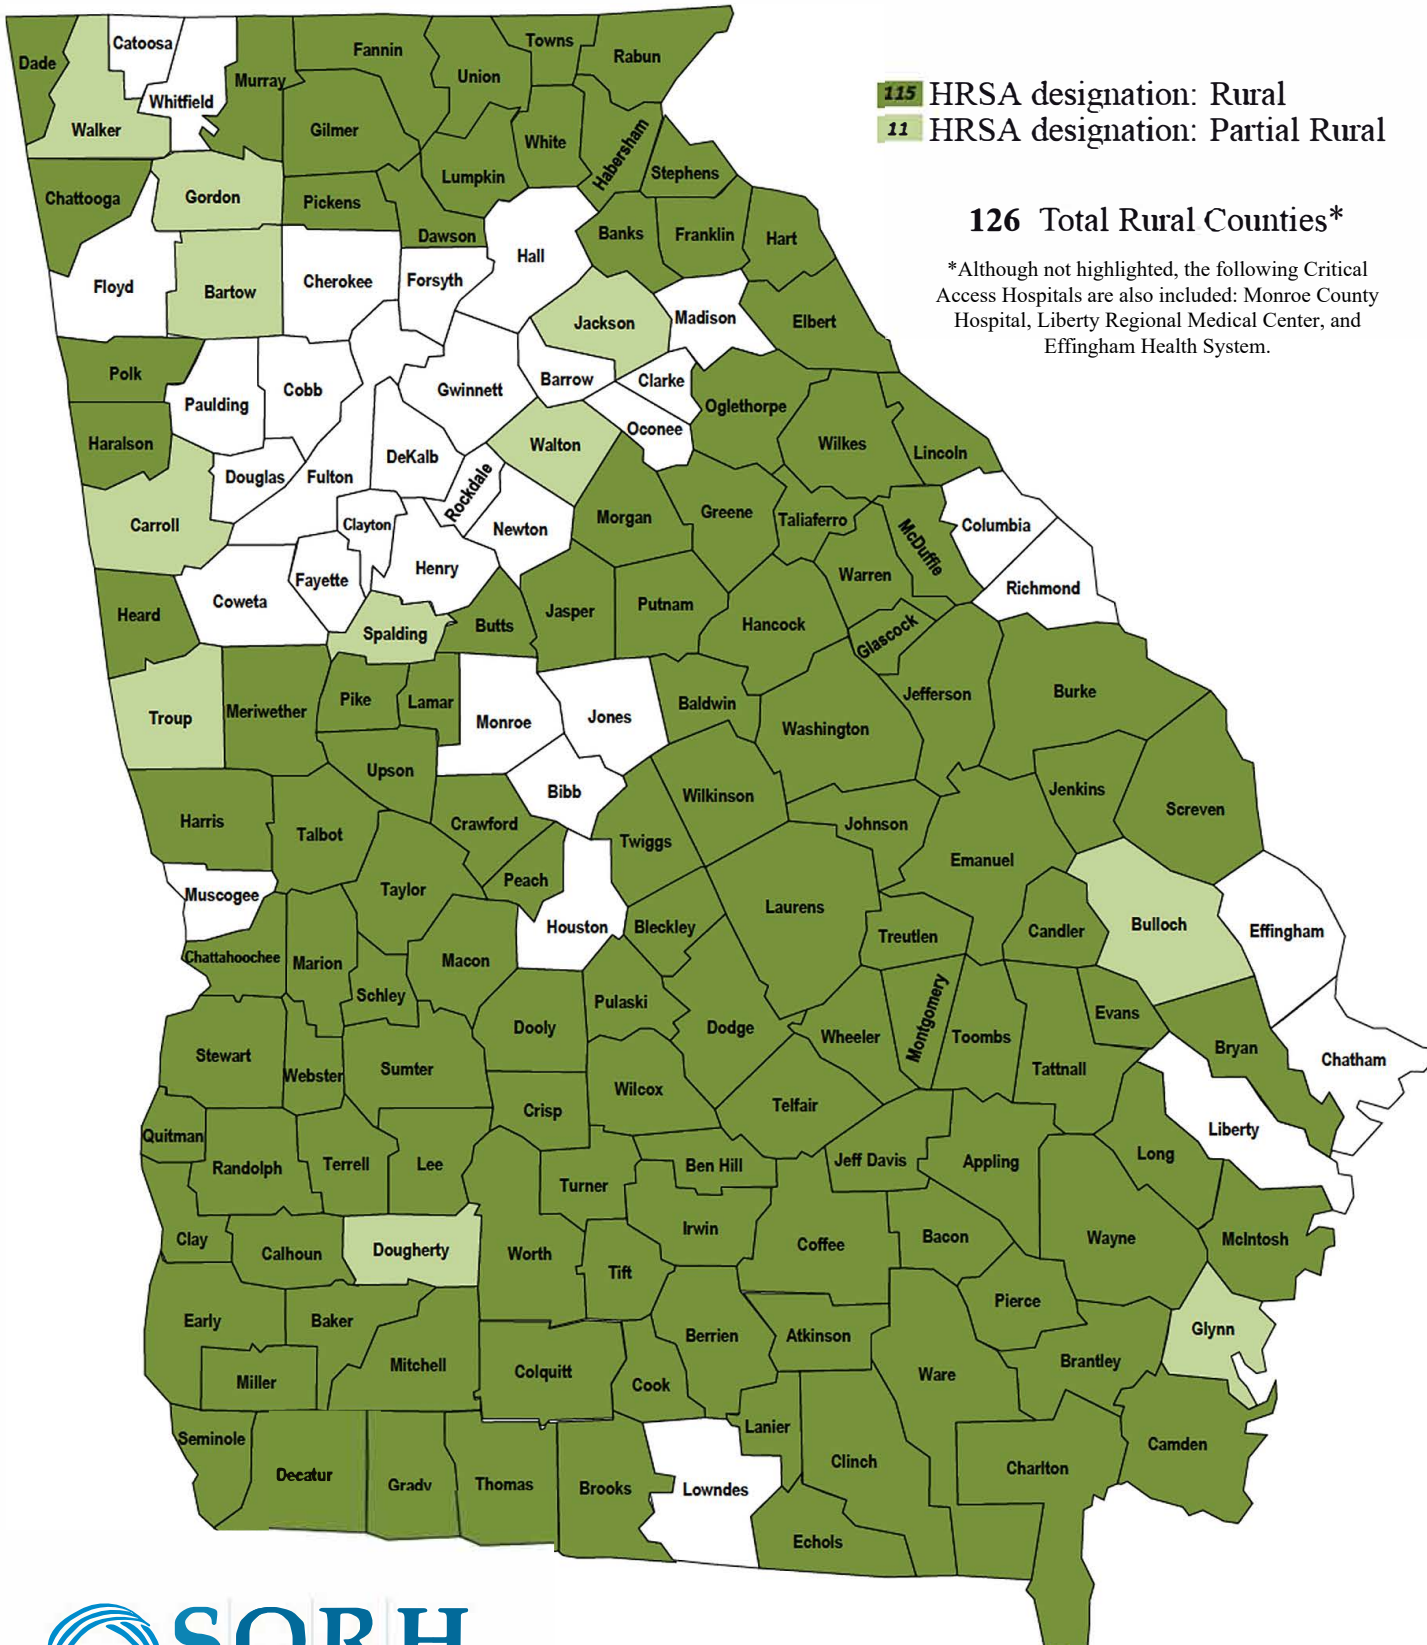 115 HRSA designation: Rural
11 HRSA designation: Partial Rural
126 Total Rural Counties*
*Although not highlighted, the following Critical
Access Hospitals are also included: Monroe County
Hospital, Liberty Regional Medical Center, and
Effingham Health System.
Dade
Catoosa
Walker
Whitfield
Murray
Fannin
Union
Towns
Rabun
Gilmer
White
Habersham
Stephens
Lumpkin
Chattooga
Gordon
Pickens
Dawson
Hall
Banks
Franklin
Hart
Floyd
Bartow
Cherokee
Forsyth
Jackson
Madison
Elbert
Polk
Paulding
Cobb
Gwinnett
Barrow
Clarke
Oconee
Oglethorpe
Wilkes
Lincoln
Haralson
Douglas
Fulton
DeKalb
Rockdale
Walton
Carroll
Clayton
Newton
Morgan
Greene
Taliaferro
McDuffie
Columbia
Richmond
Heard
Coweta
Fayette
Henry
Spalding
Butts
Jasper
Putnam
Hancock
Warren
Glascock
Troup
Meriwether
Pike
Lamar
Monroe
Jones
Baldwin
Washington
Jefferson
Burke
Upson
Bibb
Wilkinson
Jenkins
Screven
Harris
Talbot
Crawford
Twiggs
Johnson
Emanuel
Muscogee
Taylor
Peach
Houston
Bleckley
Laurens
Treutlen
Candler
Bulloch
Effingham
Chattahoochee
Marion
Schley
Macon
Dooly
Pulaski
Dodge
Wheeler
Montgomery
Toombs
Tattnall
Evans
Bryan
Chatham
Stewart
Webster
Sumter
Crisp
Wilcox
Telfair
Liberty
Quitman
Randolph
Terrell
Lee
Turner
Ben Hill
Jeff Davis
Appling
Long
Clay
Calhoun
Dougherty
Worth
Tift
Irwin
Coffee
Bacon
Wayne
McIntosh
Early
Baker
Miller
Mitchell
Colquitt
Cook
Berrien
Atkinson
Ware
Pierce
Brantley
Glynn
Seminole
Decatur
Gradv
Thomas
Brooks
Lowndes
Lanier
Clinch
Echols
Charlton
Camden
SORH